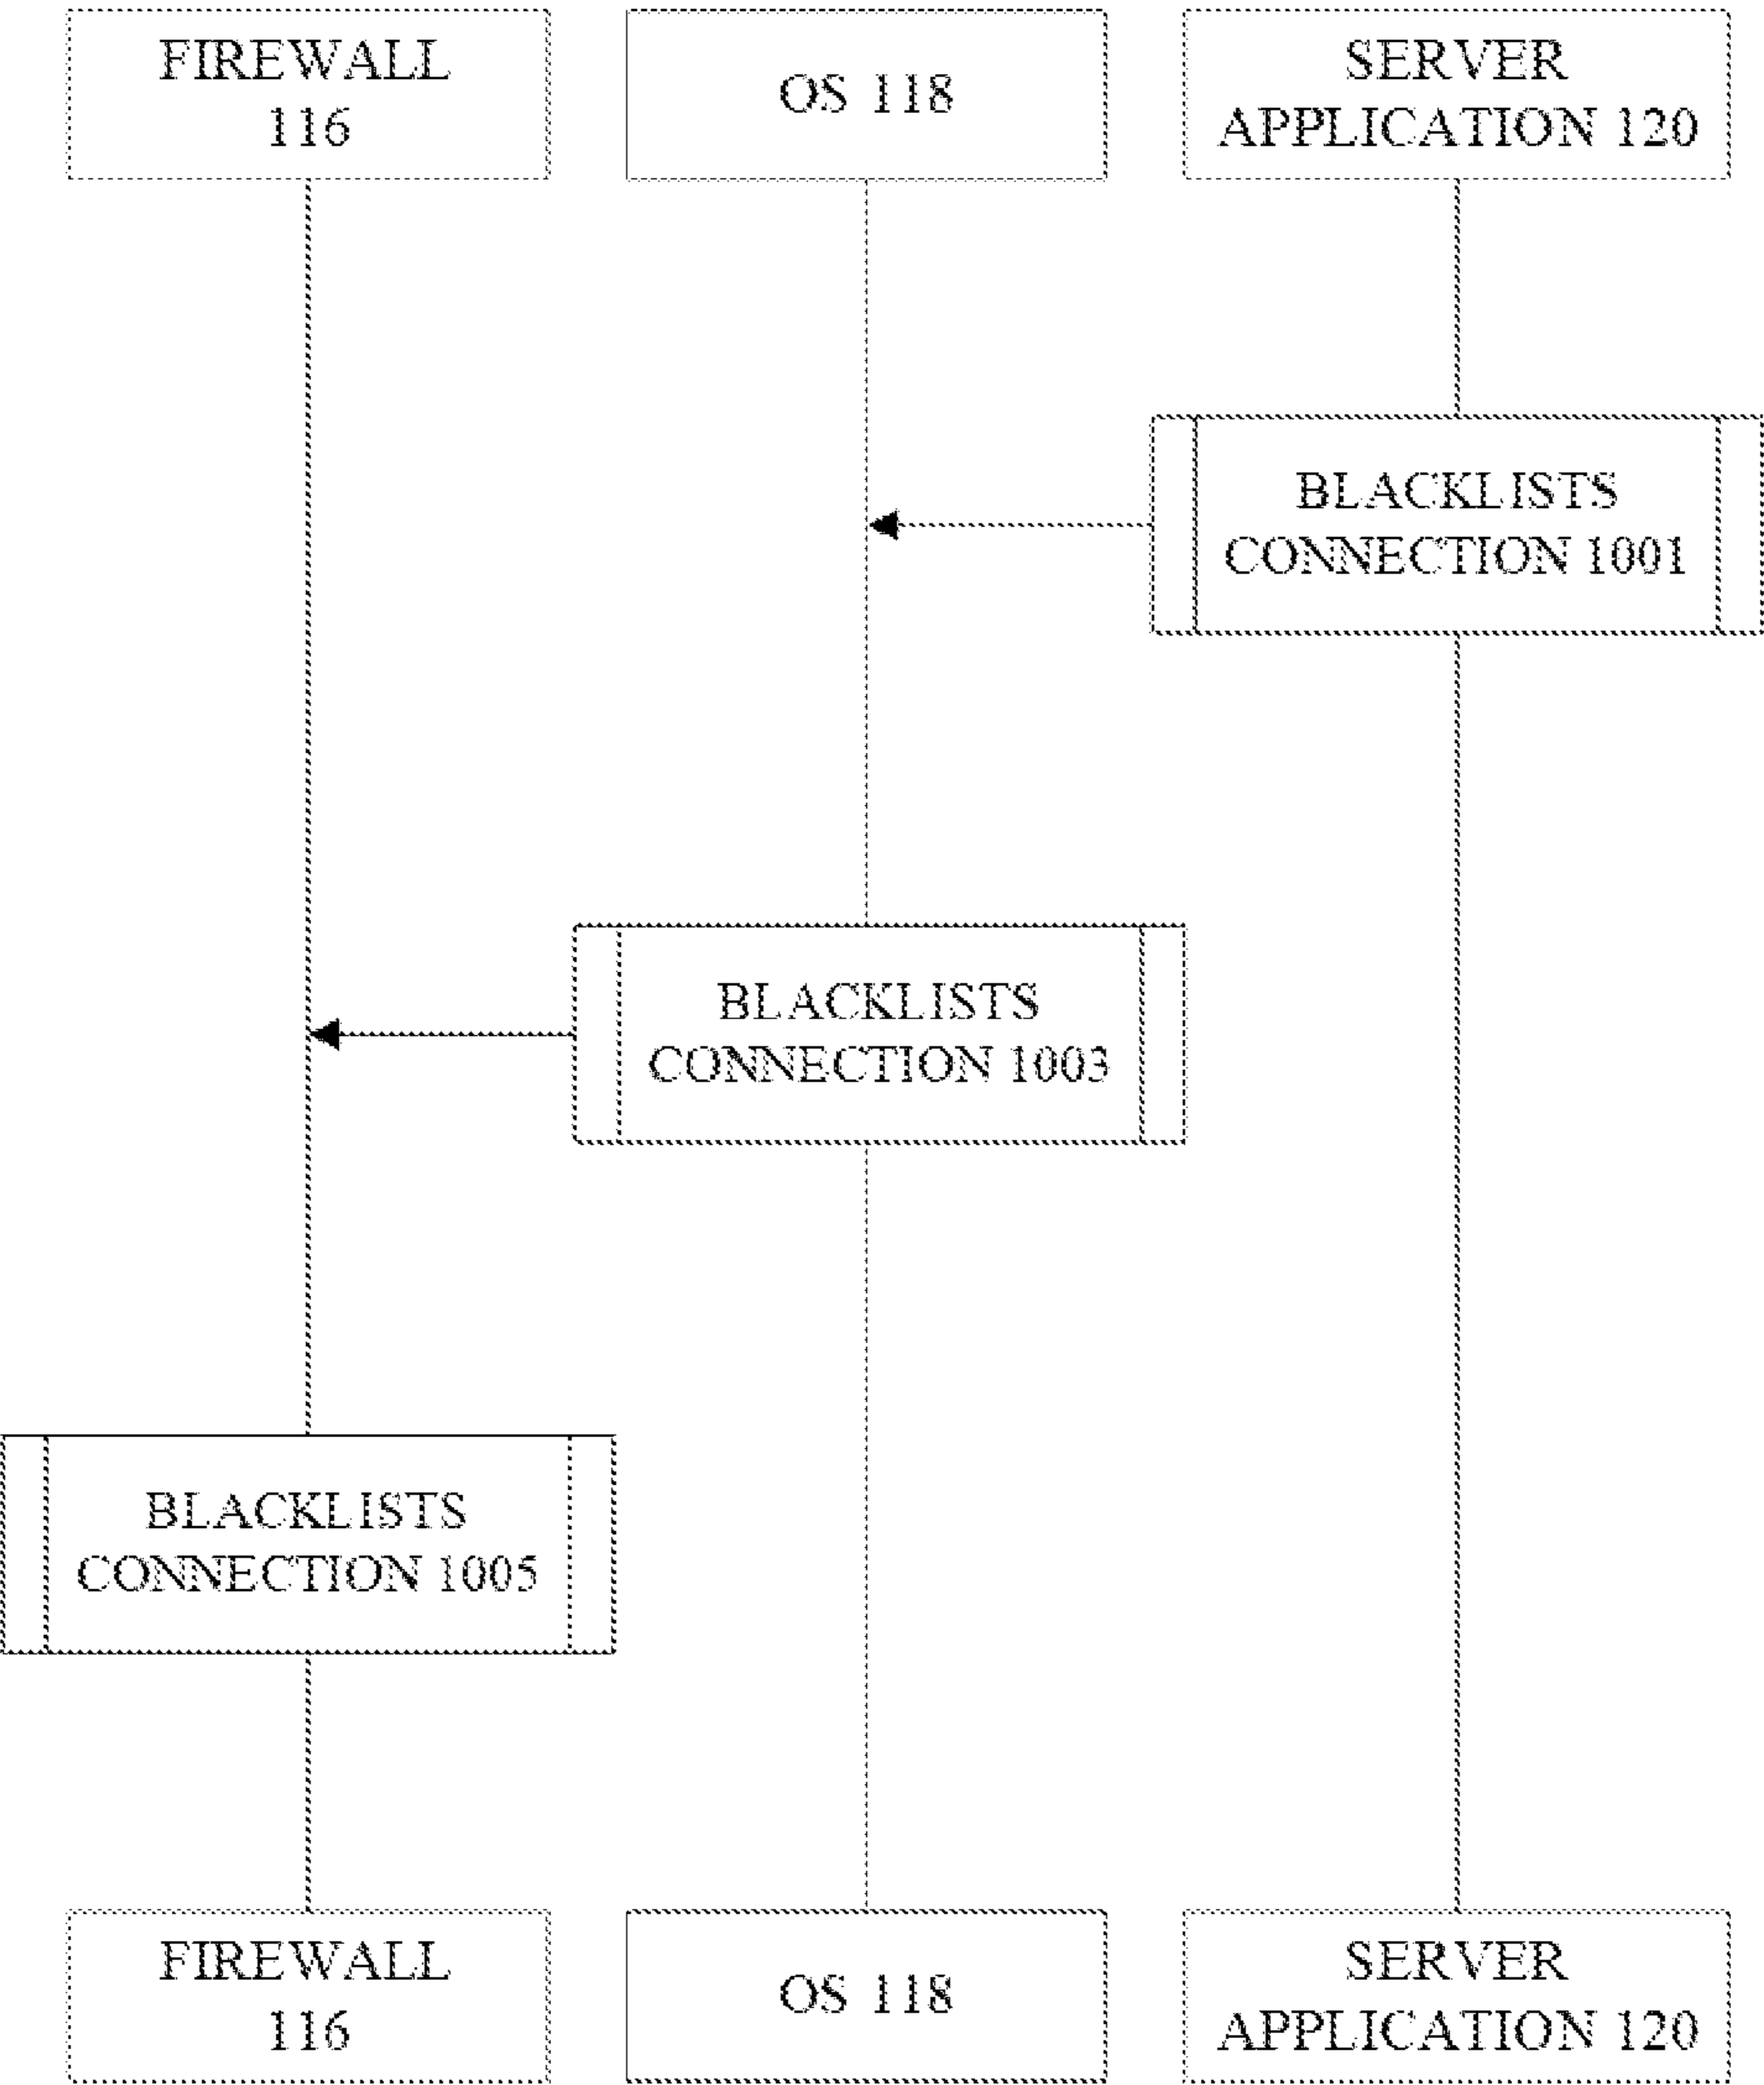 FIREWALL
116
OS 118
SERVER
APPLICATION 120
BLACKLISTS
CONNECTION 1001
BLACKLISTS
CONNECTION 1003
BLACKLISTS
CONNECTION 1005
FIREWALL
116
OS 118
SERVER
APPLICATION 120